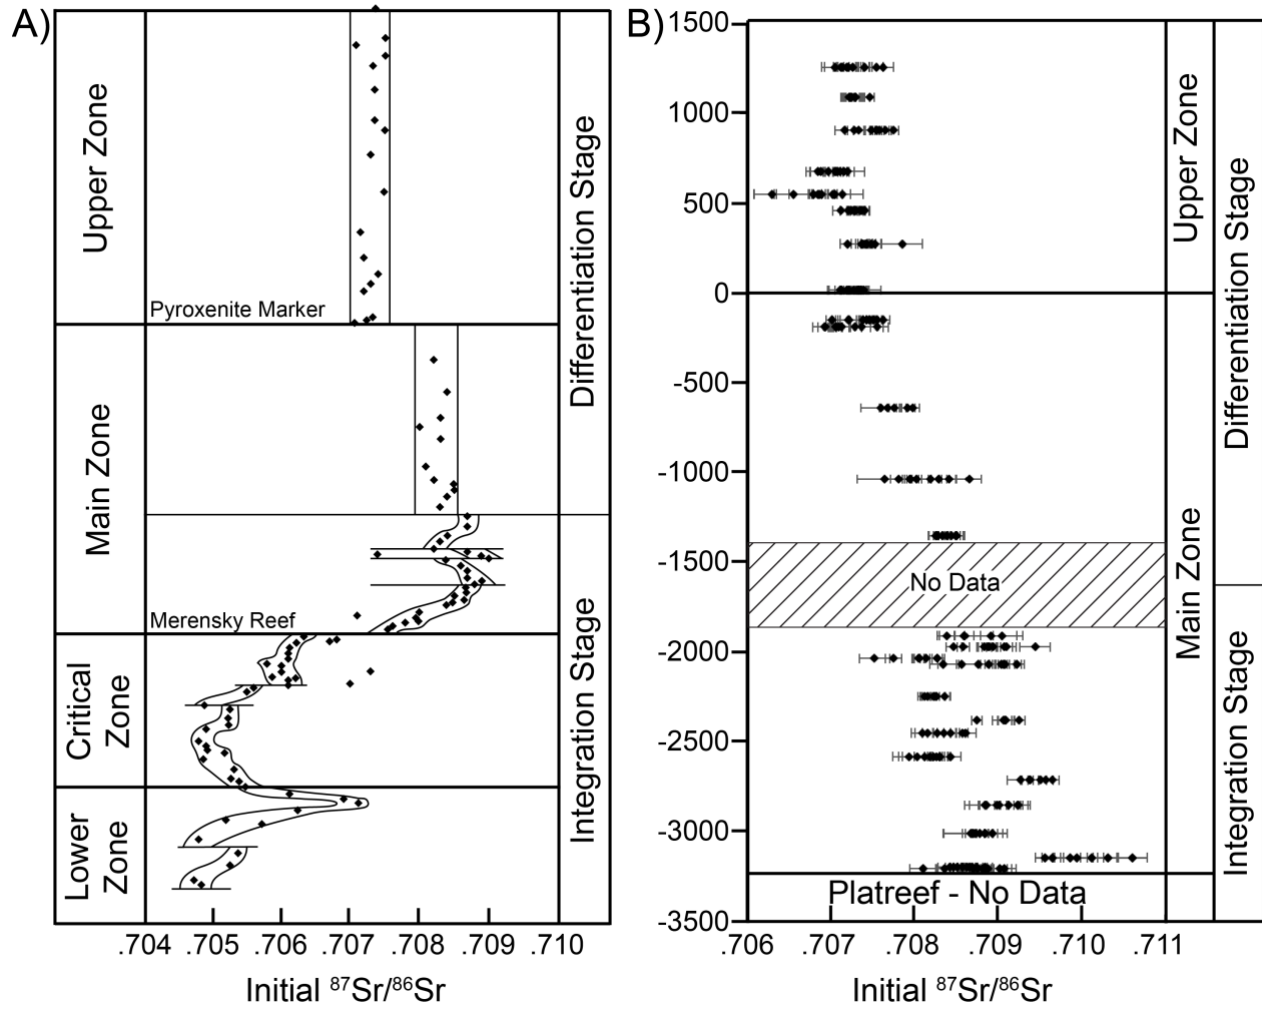 A)
Upper Zone
Pyroxenite Marker
Main Zone
Merensky Reef
Critical
Zone
Lower
Zone
Differentiation Stage
Integration Stage
.704 .705 .706 .707 .708 .709 .710
Initial ⁸⁷Sr/⁸⁶Sr
B)
1500
1000
500
0
-500
-1000
-1500
-2000
-2500
-3000
-3500
No Data
Platreef - No Data
Upper Zone
Main Zone
Differentiation Stage
Integration Stage
.706 .707 .708 .709 .710 .711
Initial ⁸⁷Sr/⁸⁶Sr